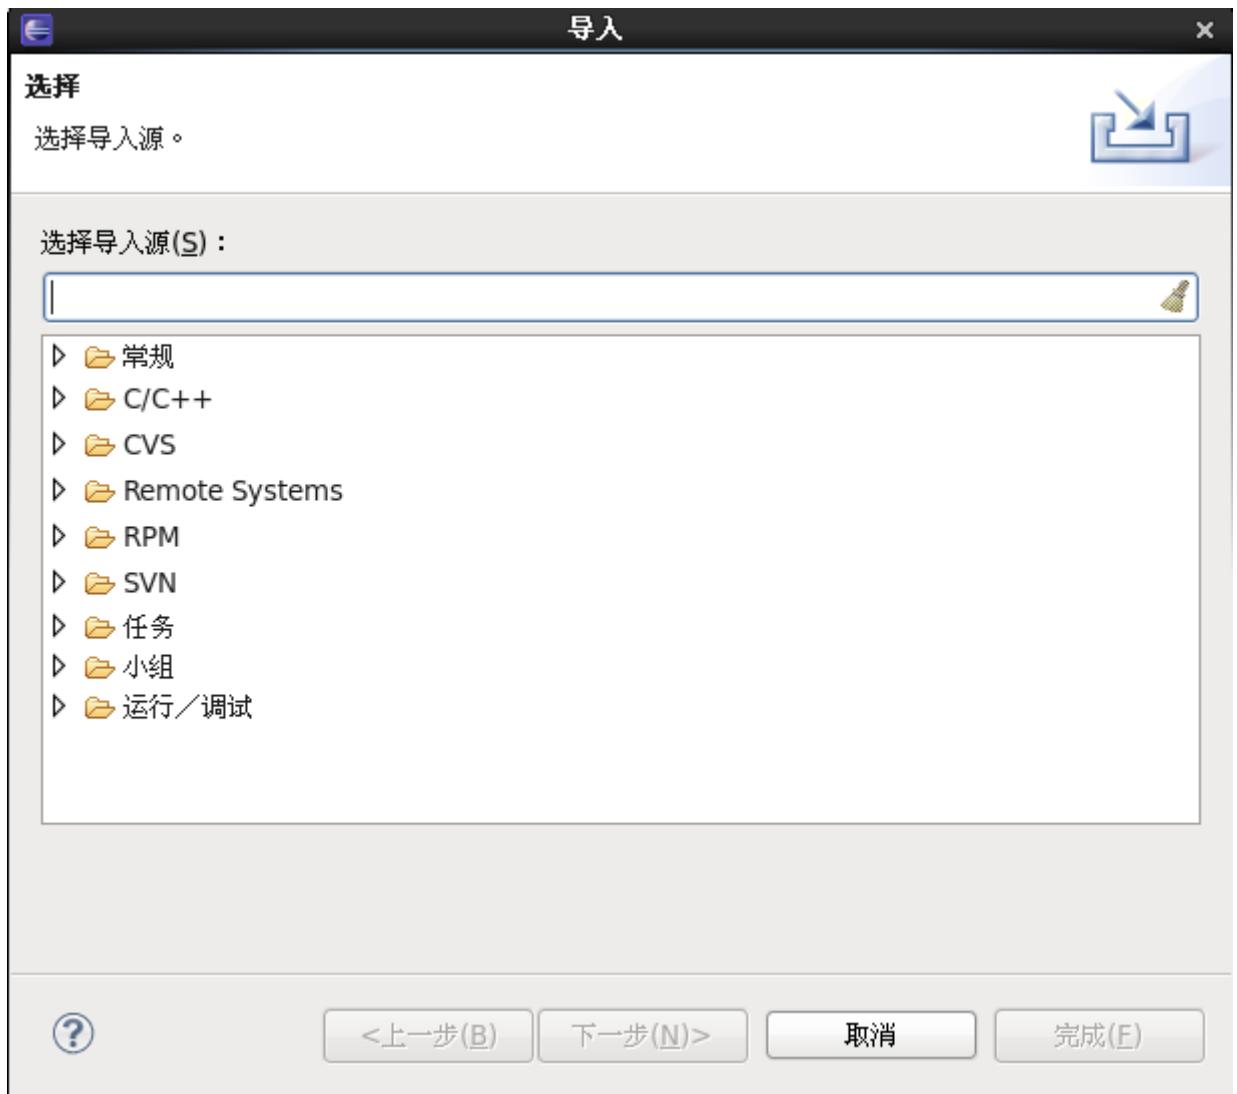 导入
选择
选择导入源。
选择导入源(S)：
常规
C/C++
CVS
Remote Systems
RPM
SVN
任务
小组
运行／调试
<上一步(B) 下一步(N)> 取消 完成(F)